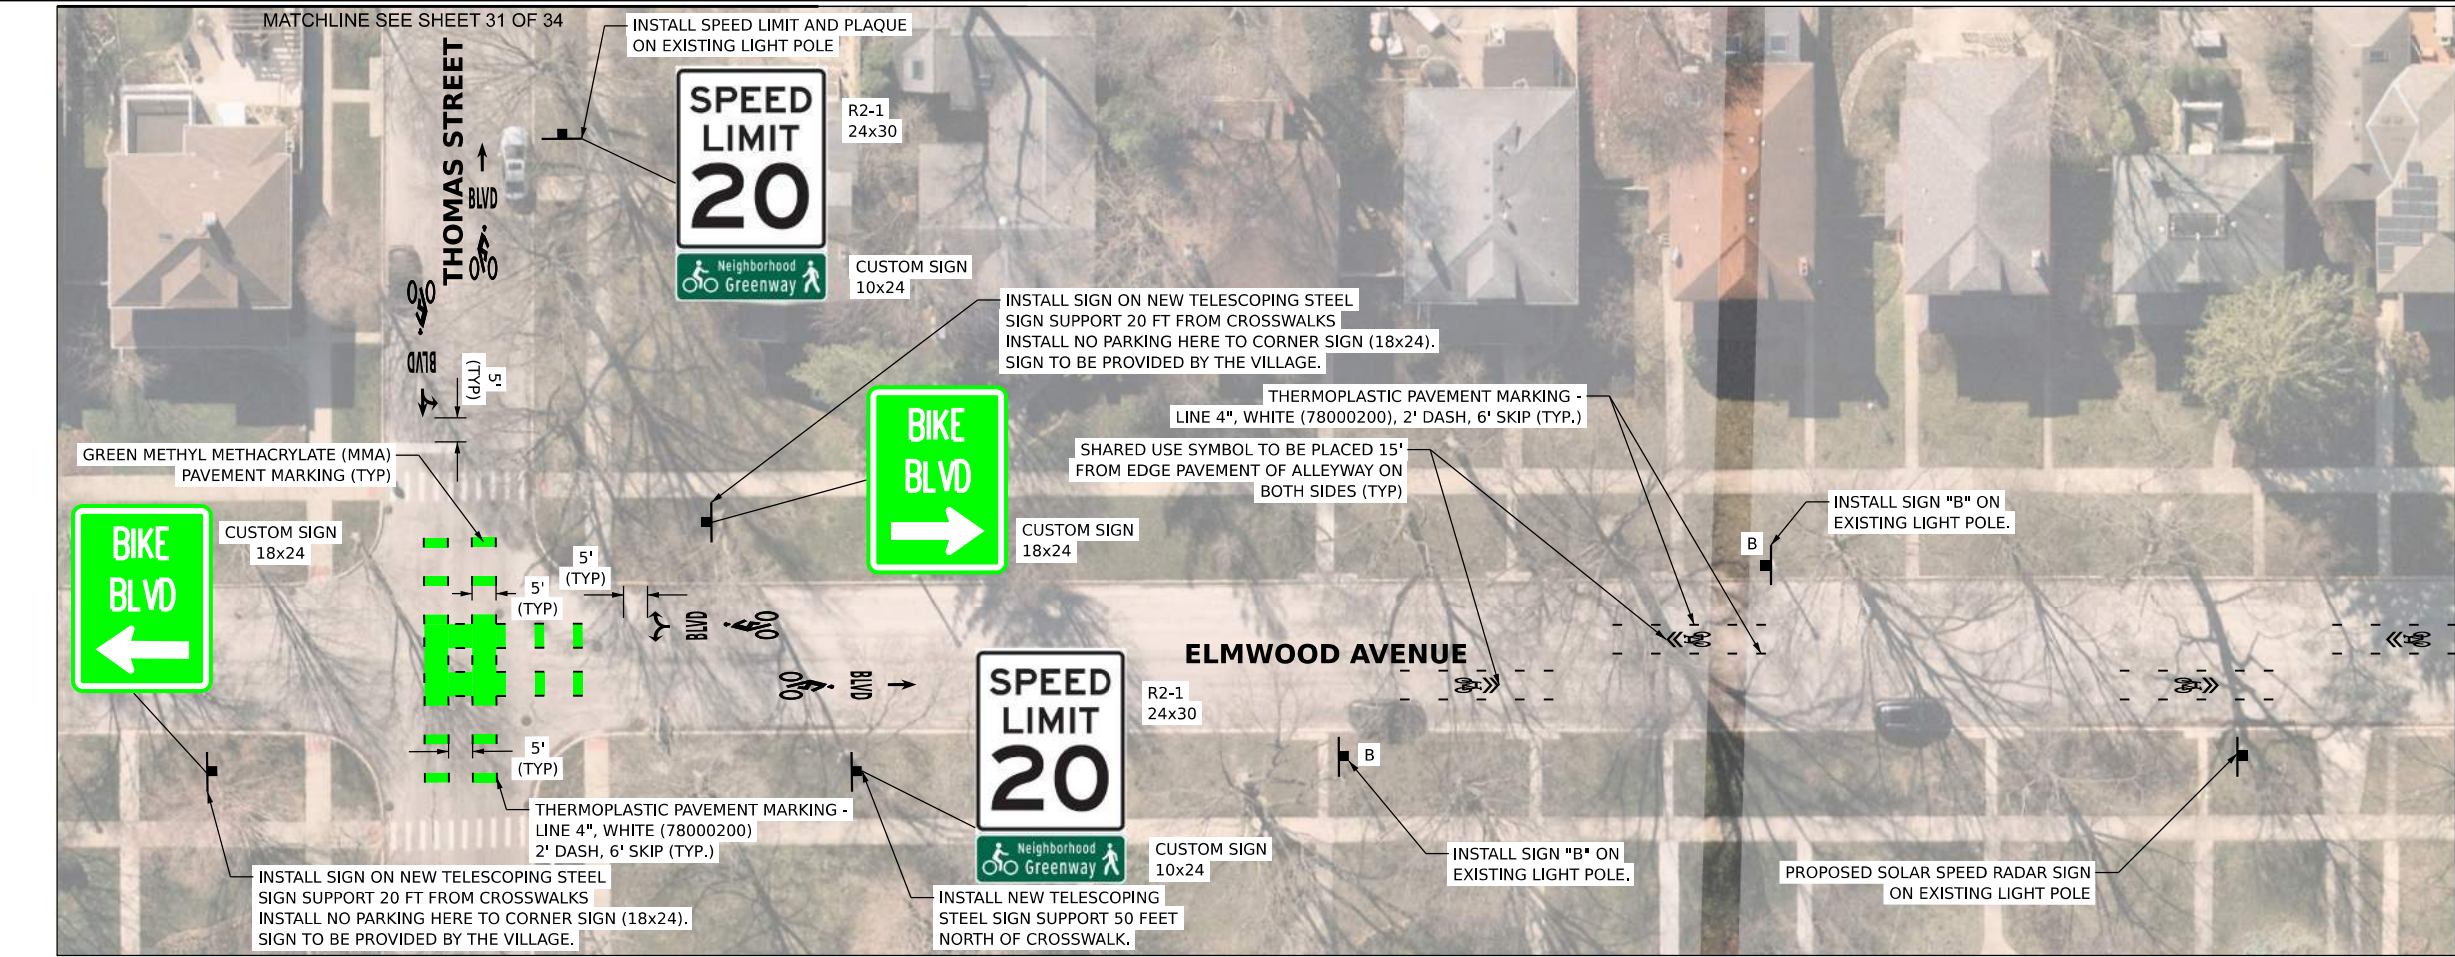 MATCHLINE SEE SHEET 31 OF 34
THOMAS STREET
BLVD
BLVD
5'
(TYP)
INSTALL SPEED LIMIT AND PLAQUE
ON EXISTING LIGHT POLE
SPEED
LIMIT
20
R2-1
24x30
Neighborhood
Greenway
CUSTOM SIGN
10x24
INSTALL SIGN ON NEW TELESCOPING STEEL
SIGN SUPPORT 20 FT FROM CROSSWALKS
INSTALL NO PARKING HERE TO CORNER SIGN (18x24).
SIGN TO BE PROVIDED BY THE VILLAGE.
THERMOPLASTIC PAVEMENT MARKING -
LINE 4", WHITE (78000200), 2' DASH, 6' SKIP (TYP.)
SHARED USE SYMBOL TO BE PLACED 15'
FROM EDGE PAVEMENT OF ALLEYWAY ON
BOTH SIDES (TYP)
GREEN METHYL METHACRYLATE (MMA)
PAVEMENT MARKING (TYP)
BIKE
BLVD
CUSTOM SIGN
18x24
BIKE
BLVD
CUSTOM SIGN
18x24
INSTALL SIGN "B" ON
EXISTING LIGHT POLE.
B
5'
(TYP)
5'
(TYP)
BLVD
BLVD
ELMWOOD AVENUE
SPEED
LIMIT
20
R2-1
24x30
Neighborhood
Greenway
CUSTOM SIGN
10x24
5'
(TYP)
B
THERMOPLASTIC PAVEMENT MARKING -
LINE 4", WHITE (78000200)
2' DASH, 6' SKIP (TYP.)
INSTALL SIGN ON NEW TELESCOPING STEEL
SIGN SUPPORT 20 FT FROM CROSSWALKS
INSTALL NO PARKING HERE TO CORNER SIGN (18x24).
SIGN TO BE PROVIDED BY THE VILLAGE.
INSTALL NEW TELESCOPING
STEEL SIGN SUPPORT 50 FEET
NORTH OF CROSSWALK.
INSTALL SIGN "B" ON
EXISTING LIGHT POLE.
PROPOSED SOLAR SPEED RADAR SIGN
ON EXISTING LIGHT POLE